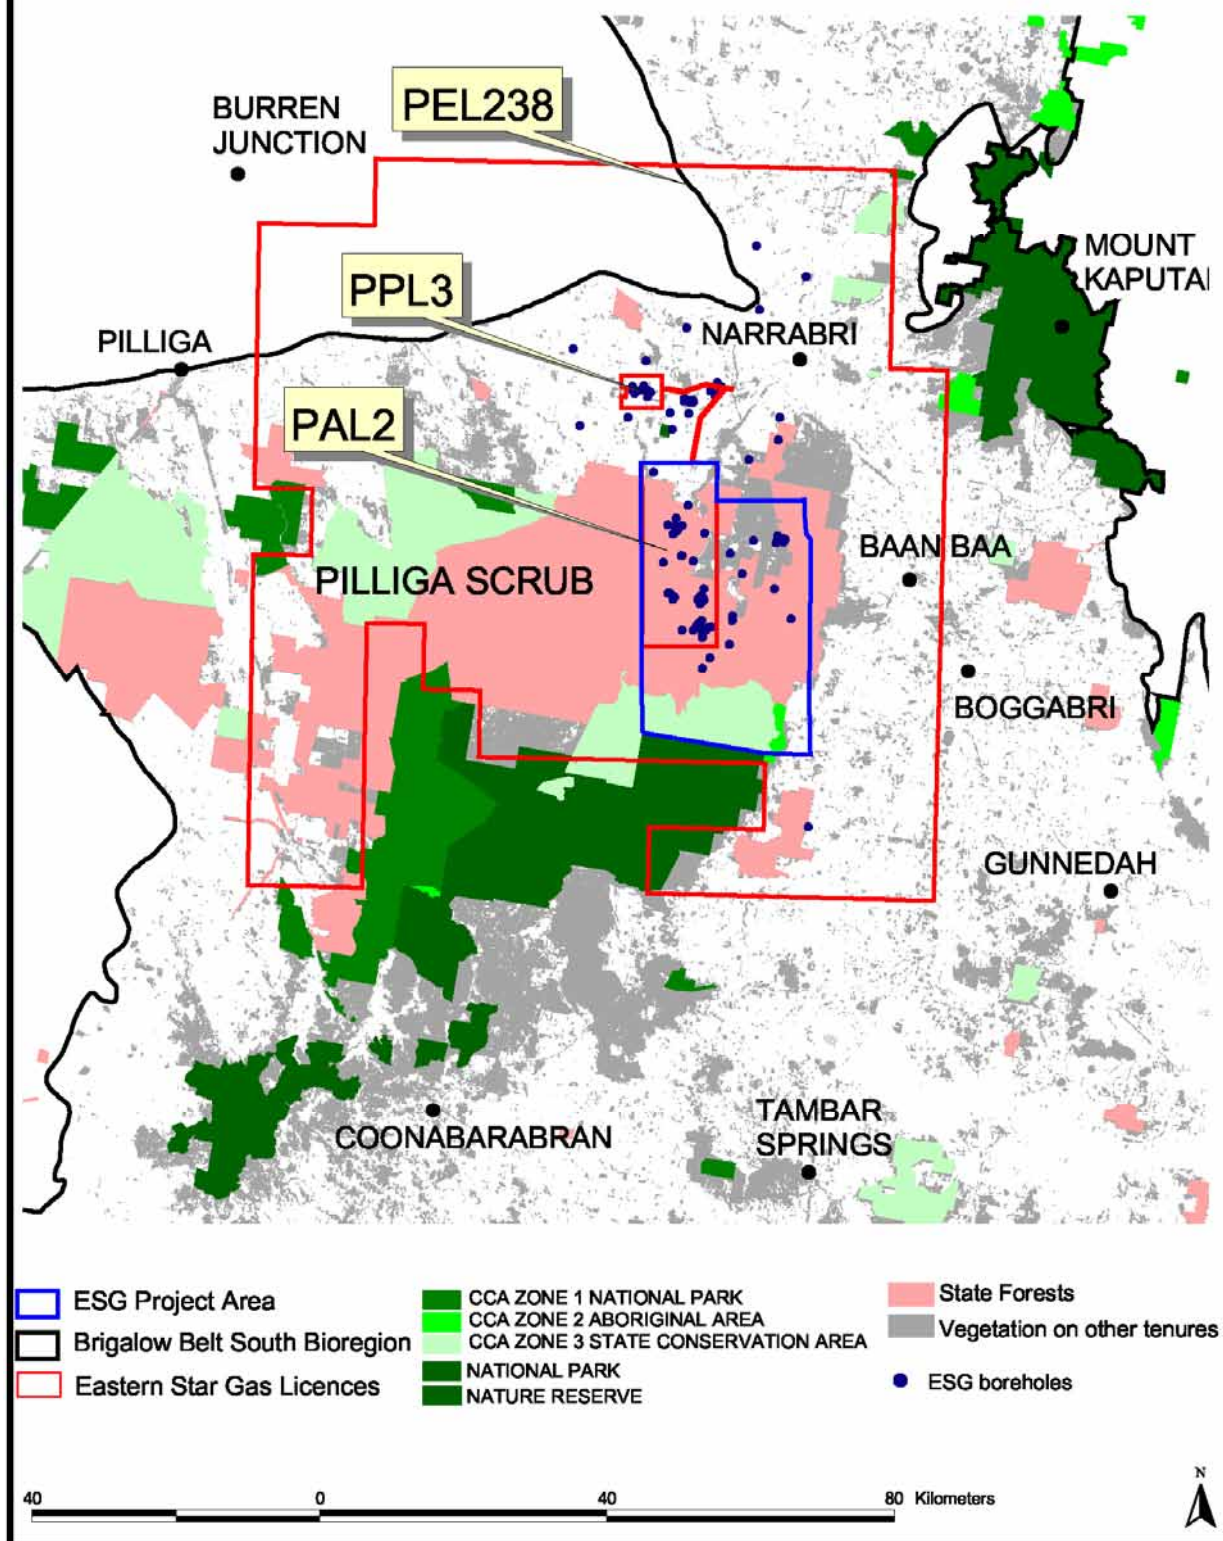 BURREN
JUNCTION
PEL238
MOUNT
KAPUTAI
PPL3
NARRABRI
PILLIGA
PAL2
BAAN BAA
PILLIGA SCRUB
BOGGABRI
GUNNEDAH
TAMBAR
SPRINGS
COONABARABRAN
ESG Project Area
Brigalow Belt South Bioregion
Eastern Star Gas Licences
CCA ZONE 1 NATIONAL PARK
CCA ZONE 2 ABORIGINAL AREA
CCA ZONE 3 STATE CONSERVATION AREA
NATIONAL PARK
NATURE RESERVE
State Forests
Vegetation on other tenures
ESG boreholes
40 0 40 80 Kilometers
N